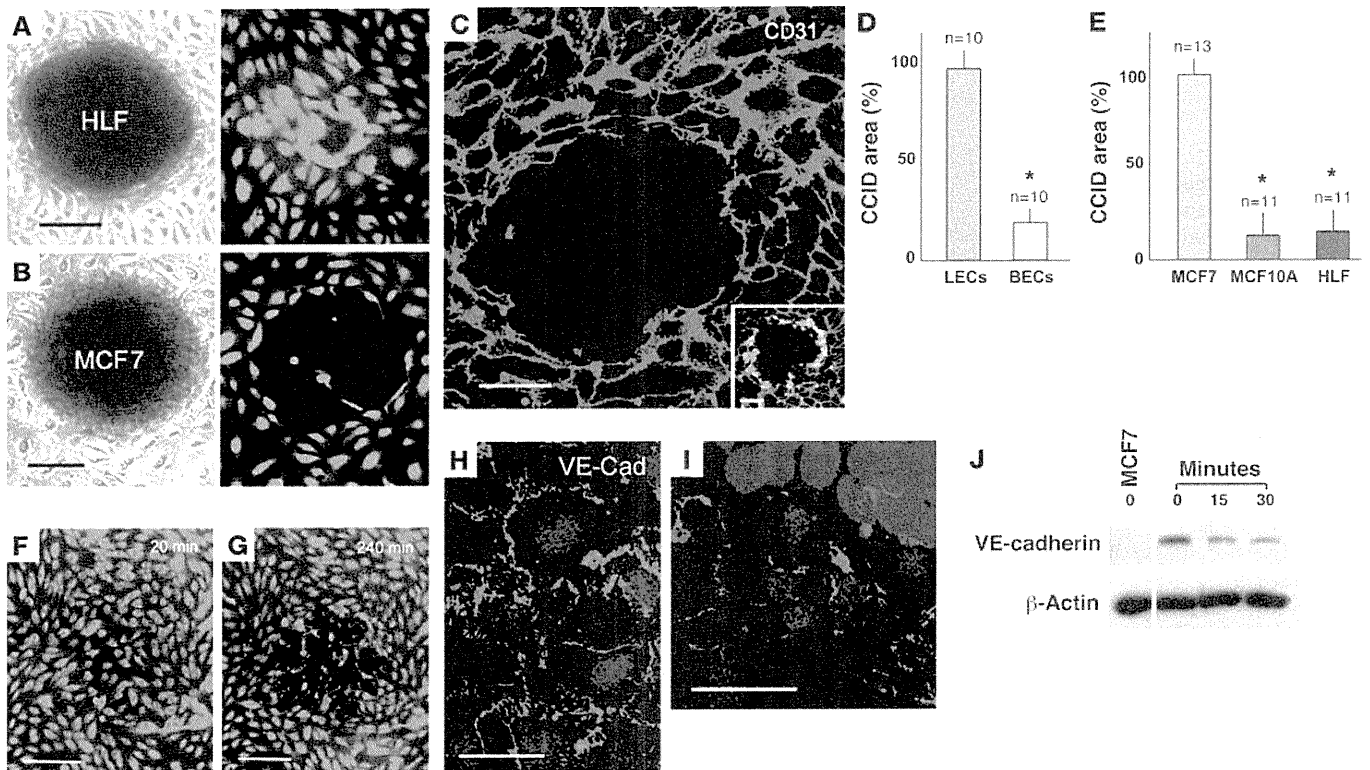 A
HLF
B
MCF7
C
CD31
D
CCID area (%)
100
50
0
n=10
*
n=10
LECs
BECs
E
CCID area (%)
100
50
0
n=13
*
n=11
*
n=11
MCF7
MCF10A
HLF
F
20 min
G
240 min
H
VE-Cad
I
J
MCF7
Minutes
0
0
15
30
VE-cadherin
β-Actin